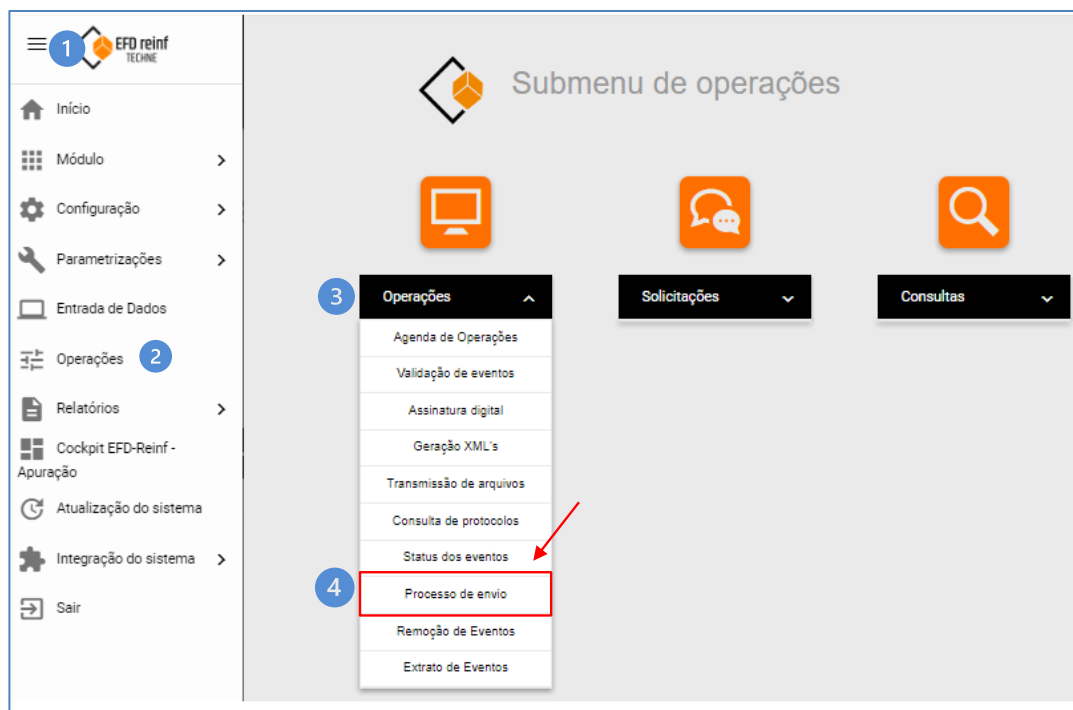 1
EFD reinf
TECHNE
Submenu de operações
Início
Módulo
Configuração
Parametrizações
Entrada de Dados
Operações 2
Relatórios
Cockpit EFD-Reinf -
Apuração
Atualização do sistema
Integração do sistema
Sair
3 Operações
Agenda de Operações
Validação de eventos
Assinatura digital
Geração XML's
Transmissão de arquivos
Consulta de protocolos
Status dos eventos
4 Processo de envio
Remoção de Eventos
Extrato de Eventos
Solicitações
Consultas